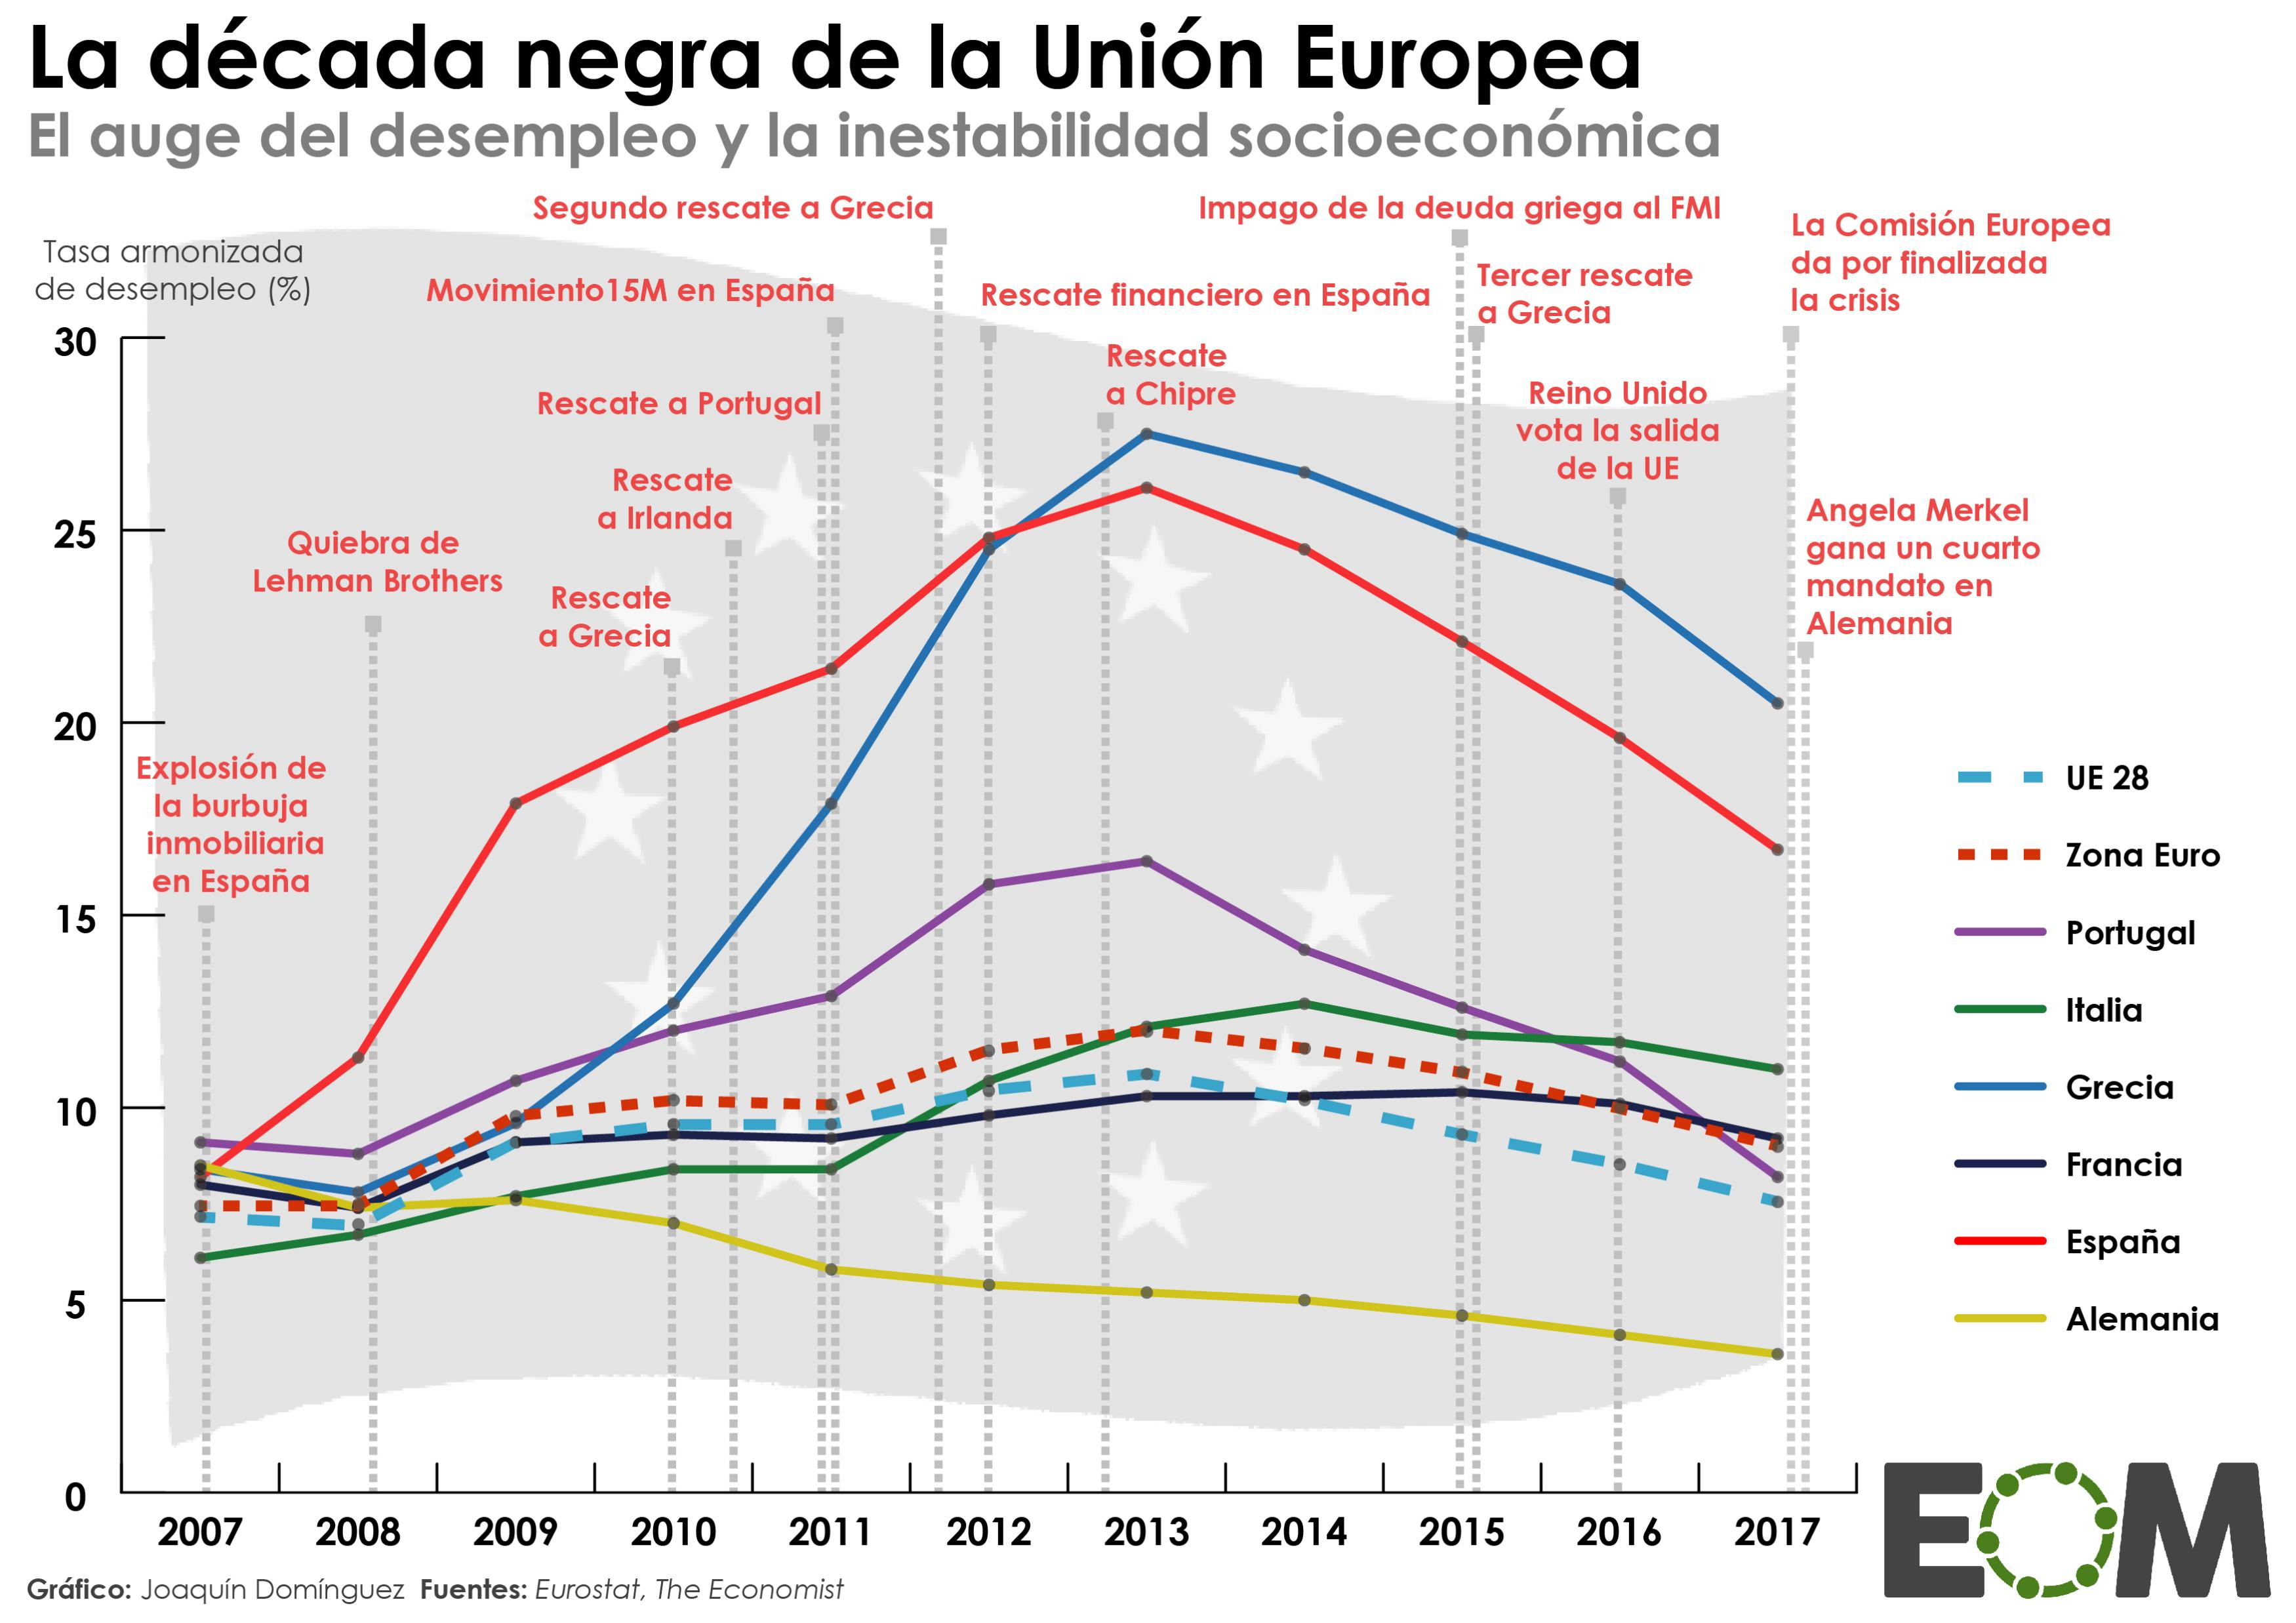 La década negra de la Unión Europea
El auge del desempleo y la inestabilidad socioeconómica
Tasa armonizada
de desempleo (%)
30
25
20
15
10
5
0
Explosión de
la burbuja
inmobiliaria
en España
Quiebra de
Lehman Brothers
Rescate
a Grecia
Rescate
a Irlanda
Rescate a Portugal
Movimiento15M en España
Segundo rescate a Grecia
Rescate financiero en España
Rescate
a Chipre
Impago de la deuda griega al FMI
Tercer rescate
a Grecia
Reino Unido
vota la salida
de la UE
La Comisión Europea
da por finalizada
la crisis
Angela Merkel
gana un cuarto
mandato en
Alemania
UE 28
Zona Euro
Portugal
Italia
Grecia
Francia
España
Alemania
2007 2008 2009 2010 2011 2012 2013 2014 2015 2016 2017
Gráfico: Joaquín Domínguez Fuentes: Eurostat, The Economist
EOM